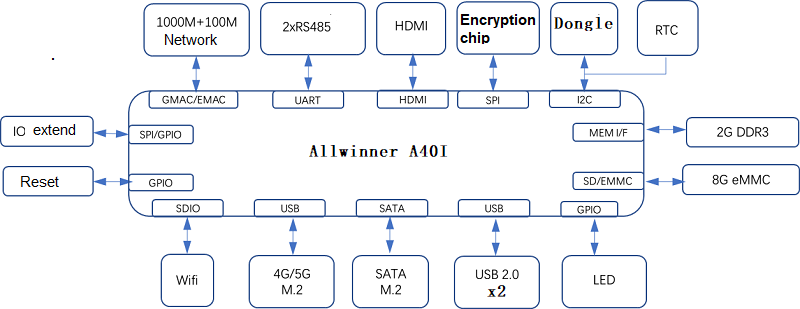 1000M+100M
Network
2xRS485
HDMI
Encryption
chip
Dongle
RTC
GMAC/EMAC
UART
HDMI
SPI
I2C
IO extend
SPI/GPIO
MEM I/F
2G DDR3
Allwinner A40I
Reset
GPIO
SD/EMMC
8G eMMC
SDIO
USB
SATA
USB
GPIO
Wifi
4G/5G
M.2
SATA
M.2
USB 2.0
x2
LED